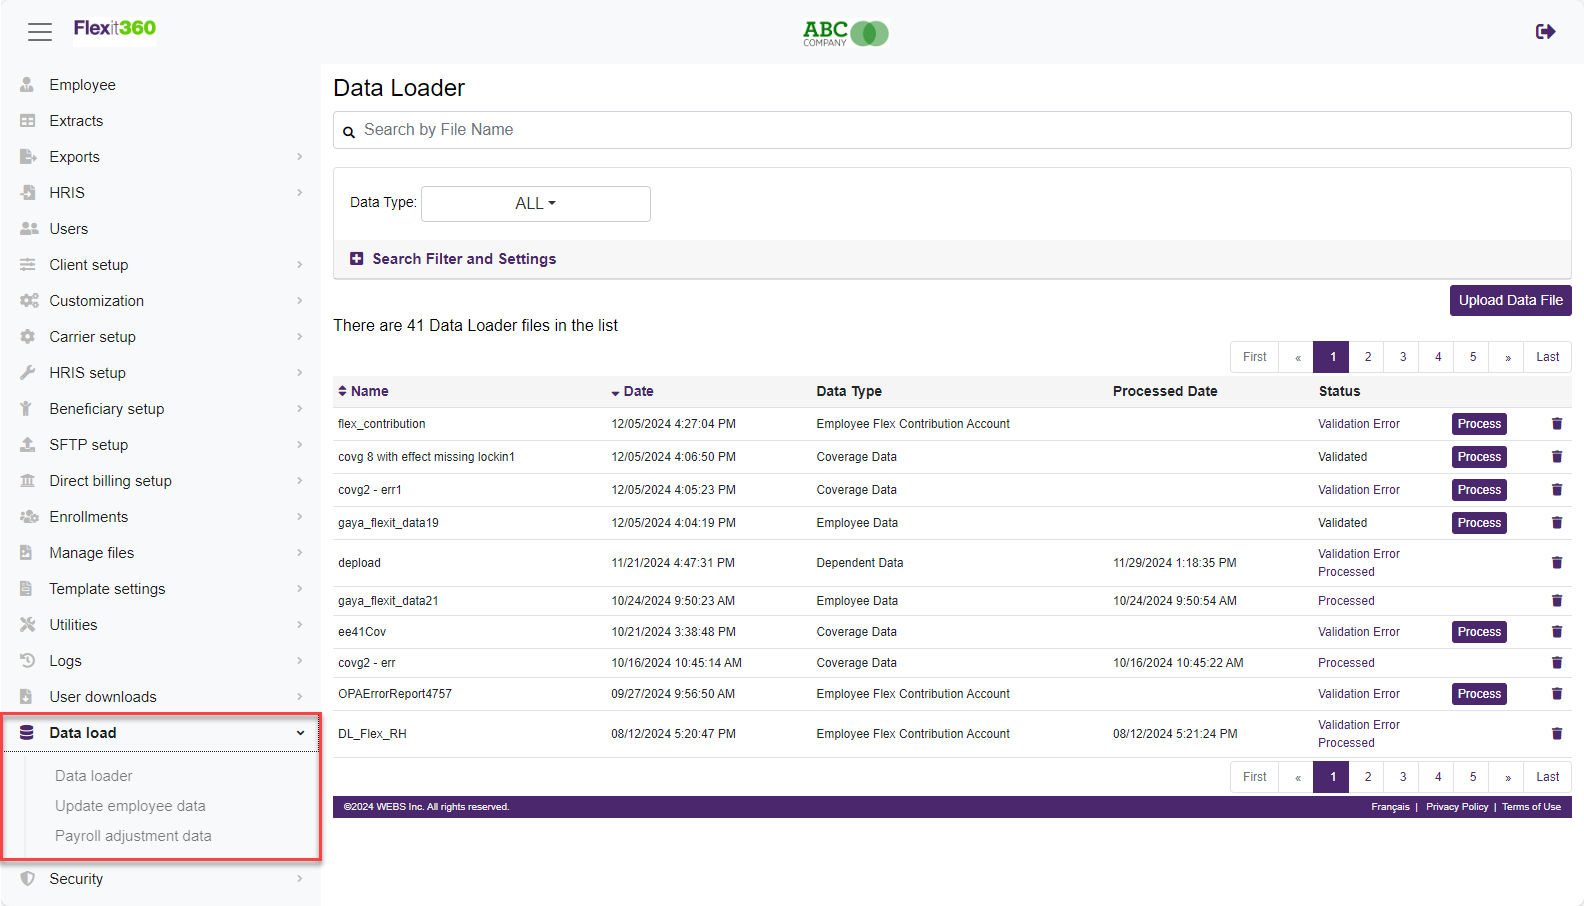 Flexit360
ABC
COMPANY
Employee
Extracts
Exports
HRIS
Users
Client setup
Customization
Carrier setup
HRIS setup
Beneficiary setup
SFTP setup
Direct billing setup
Enrollments
Manage files
Template settings
Utilities
Logs
User downloads
Data load
Data loader
Update employee data
Payroll adjustment data
Security
Data Loader
Search by File Name
Data Type: ALL
Search Filter and Settings
Upload Data File
There are 41 Data Loader files in the list
First « 1 2 3 4 5 » Last
Name Date Data Type Processed Date Status
flex_contribution 12/05/2024 4:27:04 PM Employee Flex Contribution Account Validation Error Process
covg 8 with effect missing lockin1 12/05/2024 4:06:50 PM Coverage Data Validated Process
covg2 - err1 12/05/2024 4:05:23 PM Coverage Data Validation Error Process
gaya_flexit_data19 12/05/2024 4:04:19 PM Employee Data Validated Process
depload 11/21/2024 4:47:31 PM Dependent Data 11/29/2024 1:18:35 PM Validation Error
Processed
gaya_flexit_data21 10/24/2024 9:50:23 AM Employee Data 10/24/2024 9:50:54 AM Processed
ee41Cov 10/21/2024 3:38:48 PM Coverage Data Validation Error Process
covg2 - err 10/16/2024 10:45:14 AM Coverage Data 10/16/2024 10:45:22 AM Processed
OPAErrorReport4757 09/27/2024 9:56:50 AM Employee Flex Contribution Account Validation Error Process
DL_Flex_RH 08/12/2024 5:20:47 PM Employee Flex Contribution Account 08/12/2024 5:21:24 PM Validation Error
Processed
First « 1 2 3 4 5 » Last
©2024 WEBS Inc. All rights reserved. Français | Privacy Policy | Terms of Use